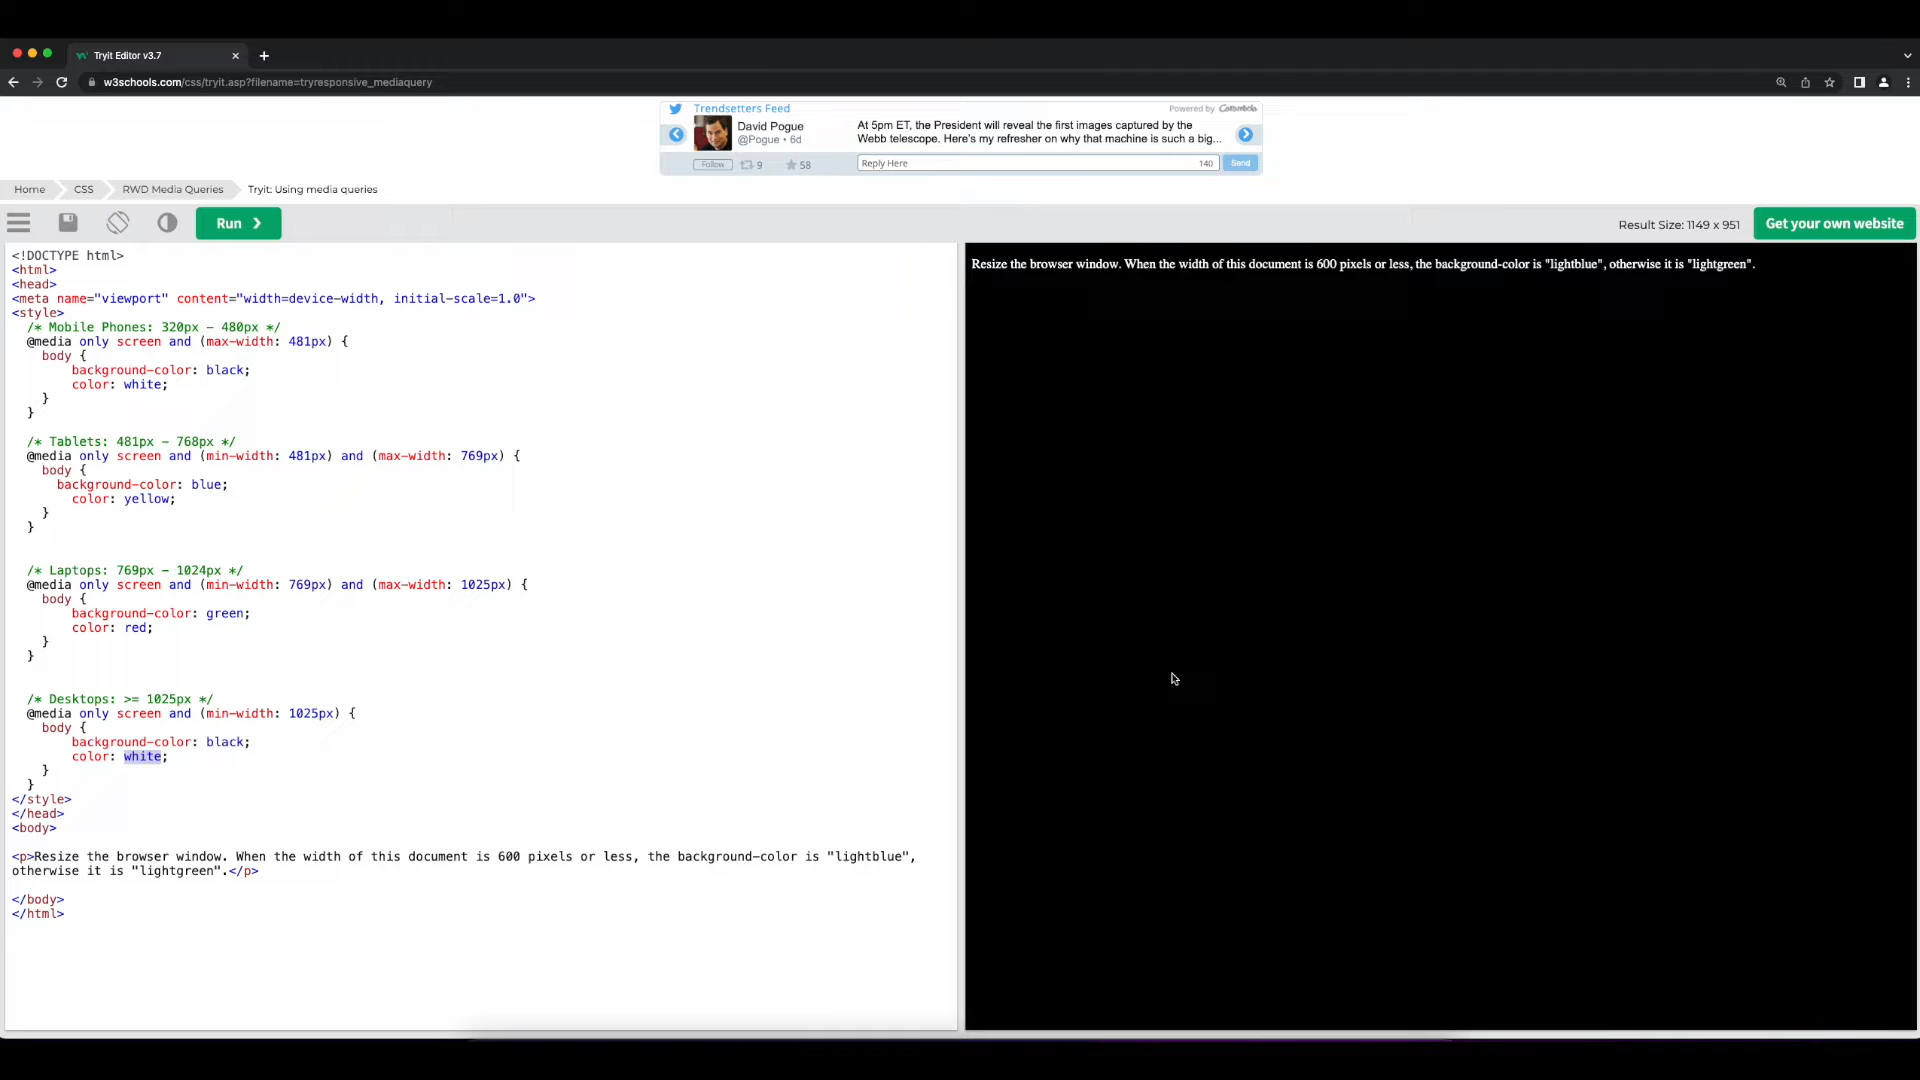 Tryit Editor v3.7
w3schools.com/css/tryit.asp?filename=tryresponsive_mediaquery
Trendsetters Feed
Powered by
David Pogue
@Pogue • 6d
At 5pm ET, the President will reveal the first images captured by the
Webb telescope. Here's my refresher on why that machine is such a big...
Follow
9
58
Reply Here
140
Send
Home
CSS
RWD Media Queries
Tryit: Using media queries
Run ❯
Result Size: 1149 x 951
Get your own website
<!DOCTYPE html>
<html>
<head>
<meta name="viewport" content="width=device-width, initial-scale=1.0">
<style>
/* Mobile Phones: 320px - 480px */
@media only screen and (max-width: 481px) {
body {
background-color: black;
color: white;
}
}
/* Tablets: 481px - 768px */
@media only screen and (min-width: 481px) and (max-width: 769px) {
body {
background-color: blue;
color: yellow;
}
}
/* Laptops: 769px - 1024px */
@media only screen and (min-width: 769px) and (max-width: 1025px) {
body {
background-color: green;
color: red;
}
}
/* Desktops: >= 1025px */
@media only screen and (min-width: 1025px) {
body {
background-color: black;
color: white;
}
}
</style>
</head>
<body>
<p>Resize the browser window. When the width of this document is 600 pixels or less, the background-color is "lightblue",
otherwise it is "lightgreen".</p>
</body>
</html>
Resize the browser window. When the width of this document is 600 pixels or less, the background-color is "lightblue", otherwise it is "lightgreen".